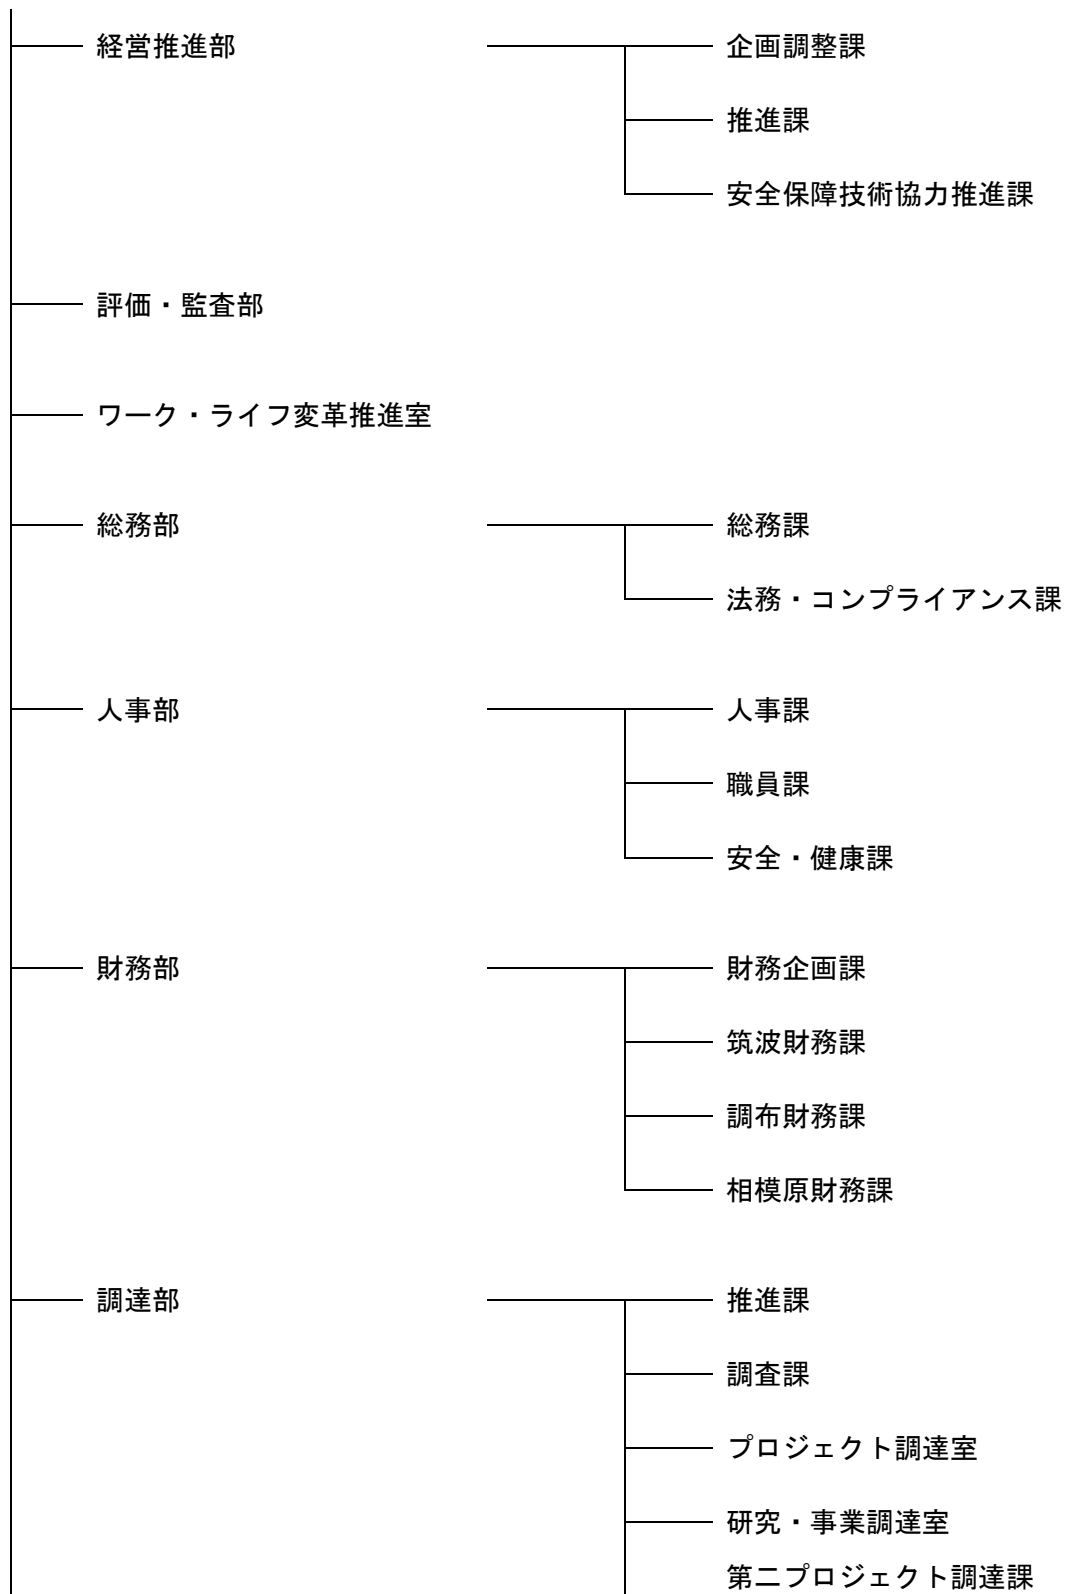 経営推進部 企画調整課
推進課
安全保障技術協力推進課
評価・監査部
ワーク・ライフ変革推進室
総務部 総務課
法務・コンプライアンス課
人事部 人事課
職員課
安全・健康課
財務部 財務企画課
筑波財務課
調布財務課
相模原財務課
調達部 推進課
調査課
プロジェクト調達室
研究・事業調達室
第二プロジェクト調達課